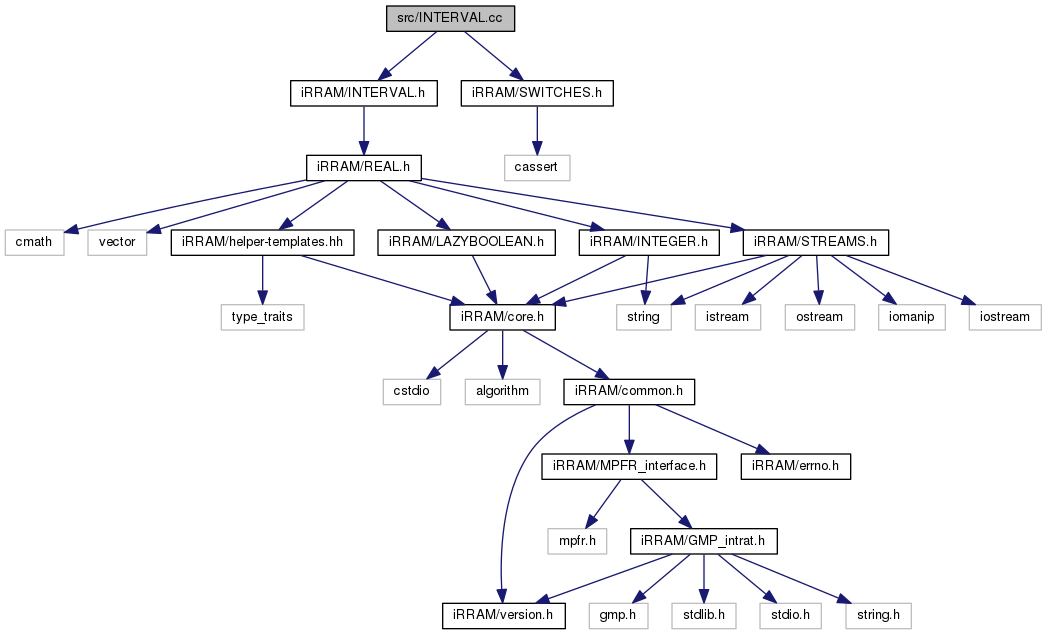 src/INTERVAL.cc
iRRAM/INTERVAL.h
iRRAM/SWITCHES.h
iRRAM/REAL.h
cassert
cmath
vector
iRRAM/helper-templates.hh
iRRAM/LAZYBOOLEAN.h
iRRAM/INTEGER.h
iRRAM/STREAMS.h
type_traits
iRRAM/core.h
string
istream
ostream
iomanip
iostream
cstdio
algorithm
iRRAM/common.h
iRRAM/MPFR_interface.h
iRRAM/errno.h
mpfr.h
iRRAM/GMP_intrat.h
iRRAM/version.h
gmp.h
stdlib.h
stdio.h
string.h